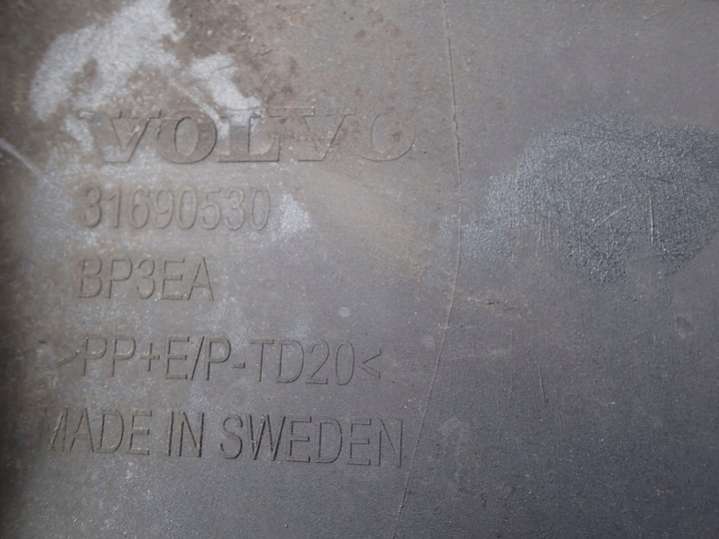 VOLVO
31690530
BP3EA
>PP+E/P-TD20<
MADE IN SWEDEN